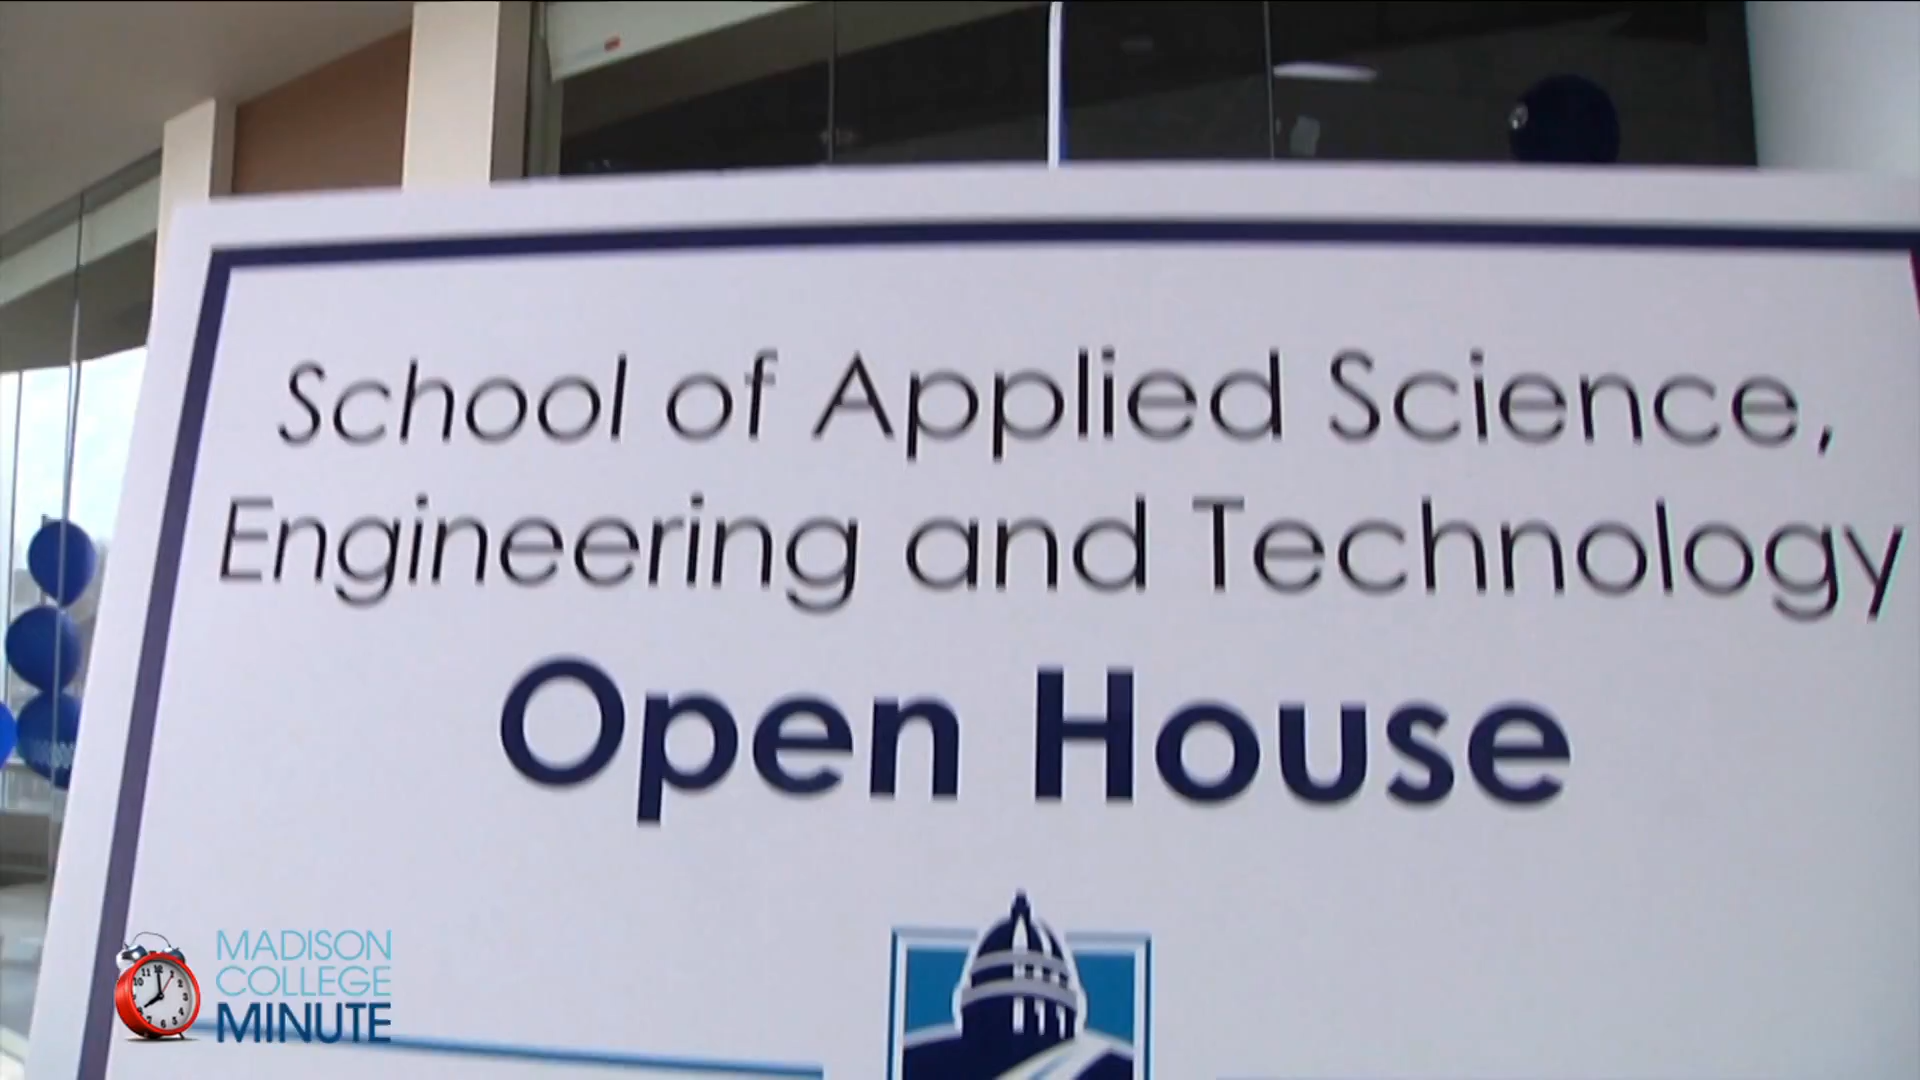 School of Applied Science,
Engineering and Technology
Open House
MADISON
COLLEGE
MINUTE